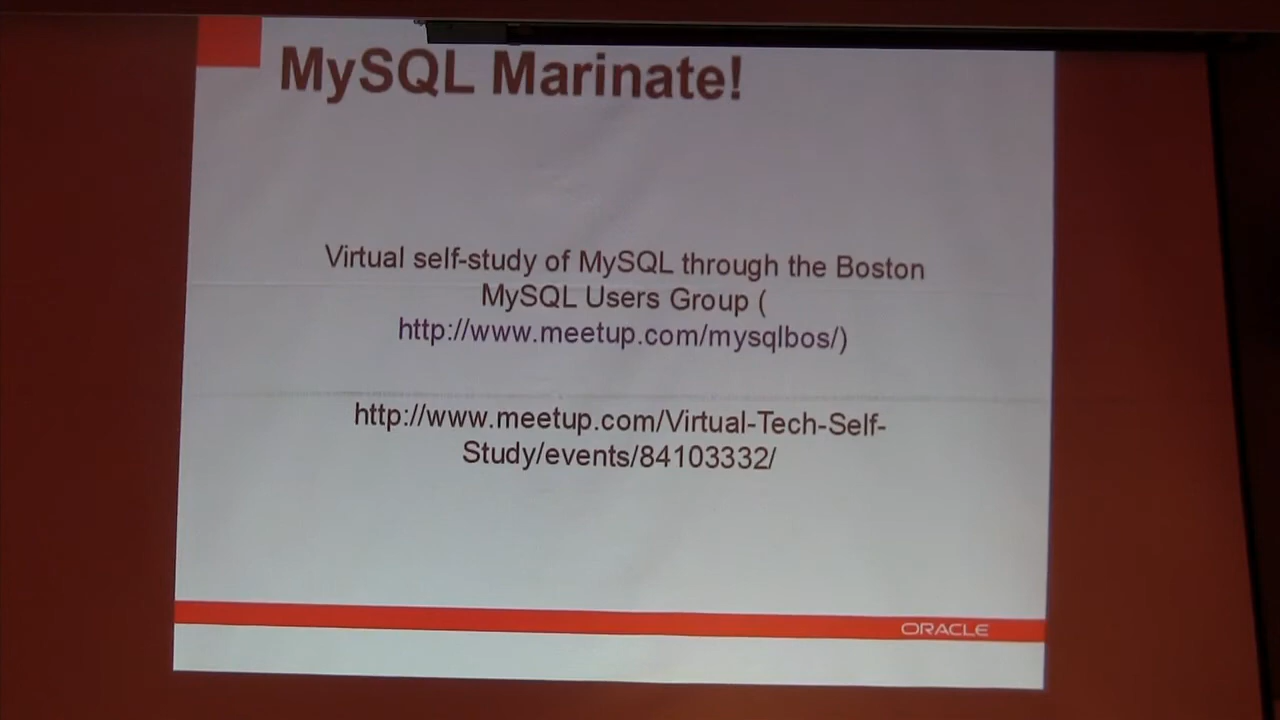 MySQL Marinate!
Virtual self-study of MySQL through the Boston
MySQL Users Group (
http://www.meetup.com/mysqlbos/)
http://www.meetup.com/Virtual-Tech-Self-
Study/events/84103332/
ORACLE